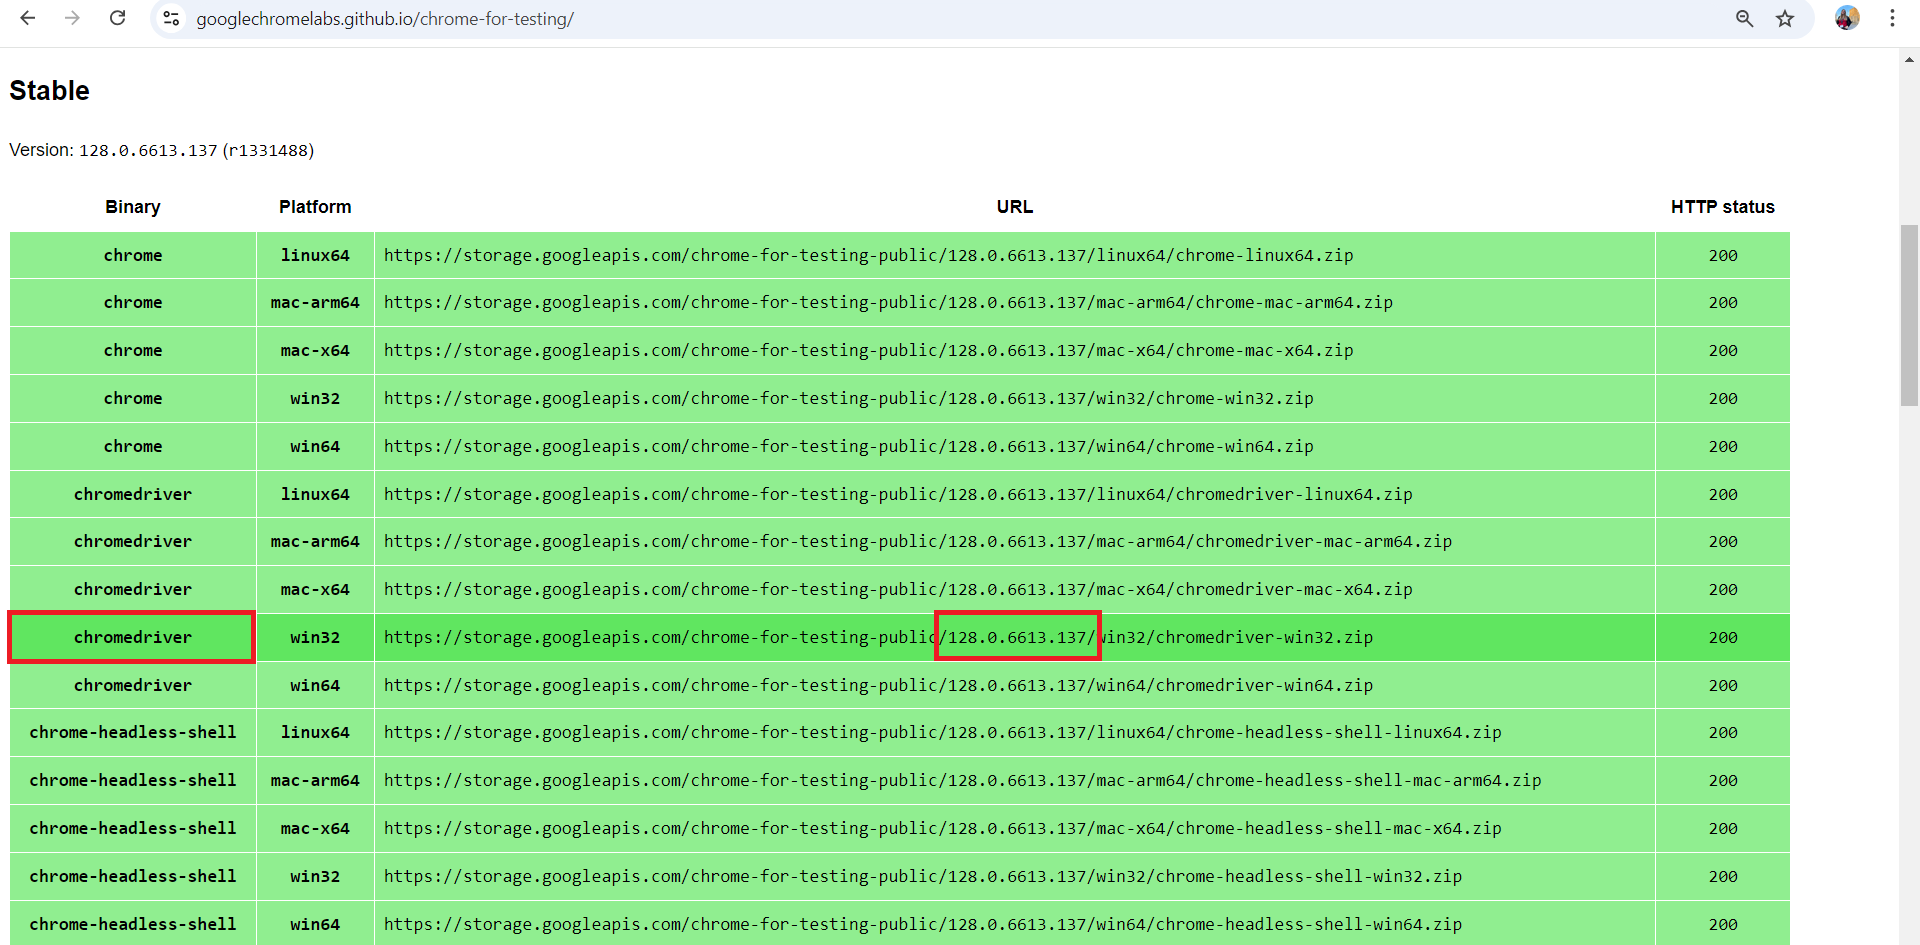 googlechromelabs.github.io/chrome-for-testing/
Stable
Version: 128.0.6613.137 (r1331488)
Binary Platform URL HTTP status
chrome linux64 https://storage.googleapis.com/chrome-for-testing-public/128.0.6613.137/linux64/chrome-linux64.zip 200
chrome mac-arm64 https://storage.googleapis.com/chrome-for-testing-public/128.0.6613.137/mac-arm64/chrome-mac-arm64.zip 200
chrome mac-x64 https://storage.googleapis.com/chrome-for-testing-public/128.0.6613.137/mac-x64/chrome-mac-x64.zip 200
chrome win32 https://storage.googleapis.com/chrome-for-testing-public/128.0.6613.137/win32/chrome-win32.zip 200
chrome win64 https://storage.googleapis.com/chrome-for-testing-public/128.0.6613.137/win64/chrome-win64.zip 200
chromedriver linux64 https://storage.googleapis.com/chrome-for-testing-public/128.0.6613.137/linux64/chromedriver-linux64.zip 200
chromedriver mac-arm64 https://storage.googleapis.com/chrome-for-testing-public/128.0.6613.137/mac-arm64/chromedriver-mac-arm64.zip 200
chromedriver mac-x64 https://storage.googleapis.com/chrome-for-testing-public/128.0.6613.137/mac-x64/chromedriver-mac-x64.zip 200
chromedriver win32 https://storage.googleapis.com/chrome-for-testing-public/128.0.6613.137/win32/chromedriver-win32.zip 200
chromedriver win64 https://storage.googleapis.com/chrome-for-testing-public/128.0.6613.137/win64/chromedriver-win64.zip 200
chrome-headless-shell linux64 https://storage.googleapis.com/chrome-for-testing-public/128.0.6613.137/linux64/chrome-headless-shell-linux64.zip 200
chrome-headless-shell mac-arm64 https://storage.googleapis.com/chrome-for-testing-public/128.0.6613.137/mac-arm64/chrome-headless-shell-mac-arm64.zip 200
chrome-headless-shell mac-x64 https://storage.googleapis.com/chrome-for-testing-public/128.0.6613.137/mac-x64/chrome-headless-shell-mac-x64.zip 200
chrome-headless-shell win32 https://storage.googleapis.com/chrome-for-testing-public/128.0.6613.137/win32/chrome-headless-shell-win32.zip 200
chrome-headless-shell win64 https://storage.googleapis.com/chrome-for-testing-public/128.0.6613.137/win64/chrome-headless-shell-win64.zip 200